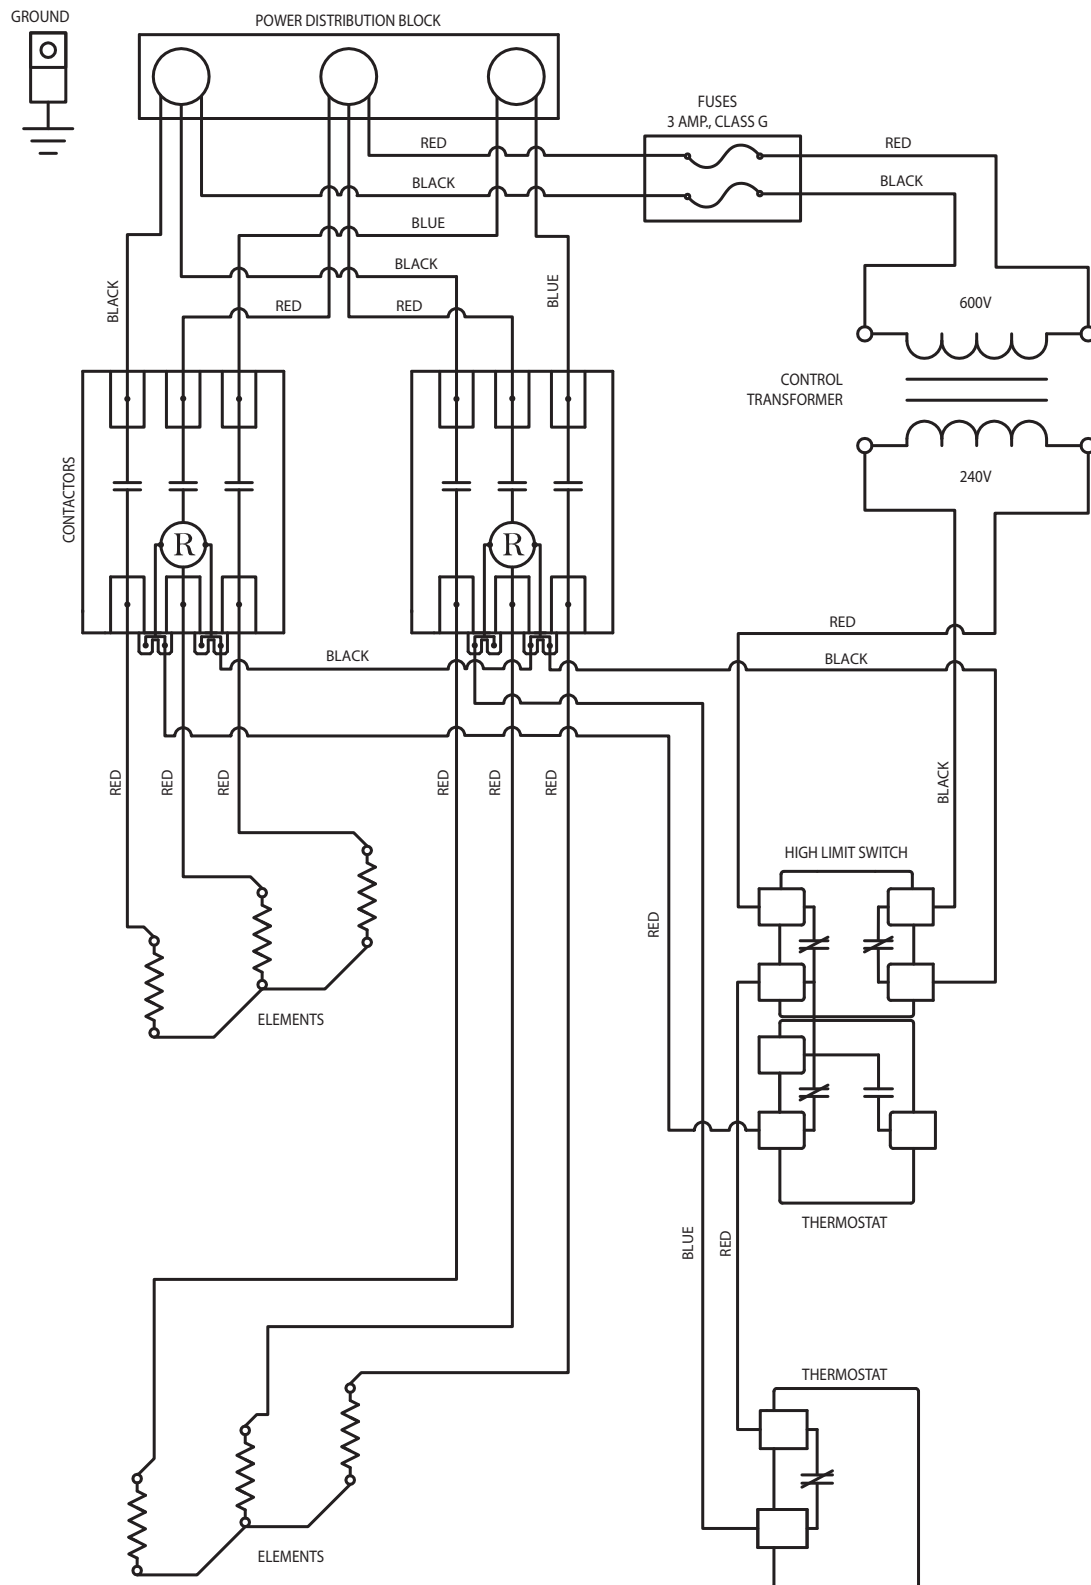 GROUND
POWER DISTRIBUTION BLOCK
FUSES
3 AMP., CLASS G
RED
RED
BLACK
BLACK
BLUE
BLACK
BLACK
BLUE
RED
RED
600V
CONTROL
TRANSFORMER
240V
CONTACTORS
R
R
RED
BLACK
BLACK
RED
RED
RED
RED
RED
RED
BLACK
HIGH LIMIT SWITCH
RED
ELEMENTS
THERMOSTAT
BLUE
RED
THERMOSTAT
ELEMENTS